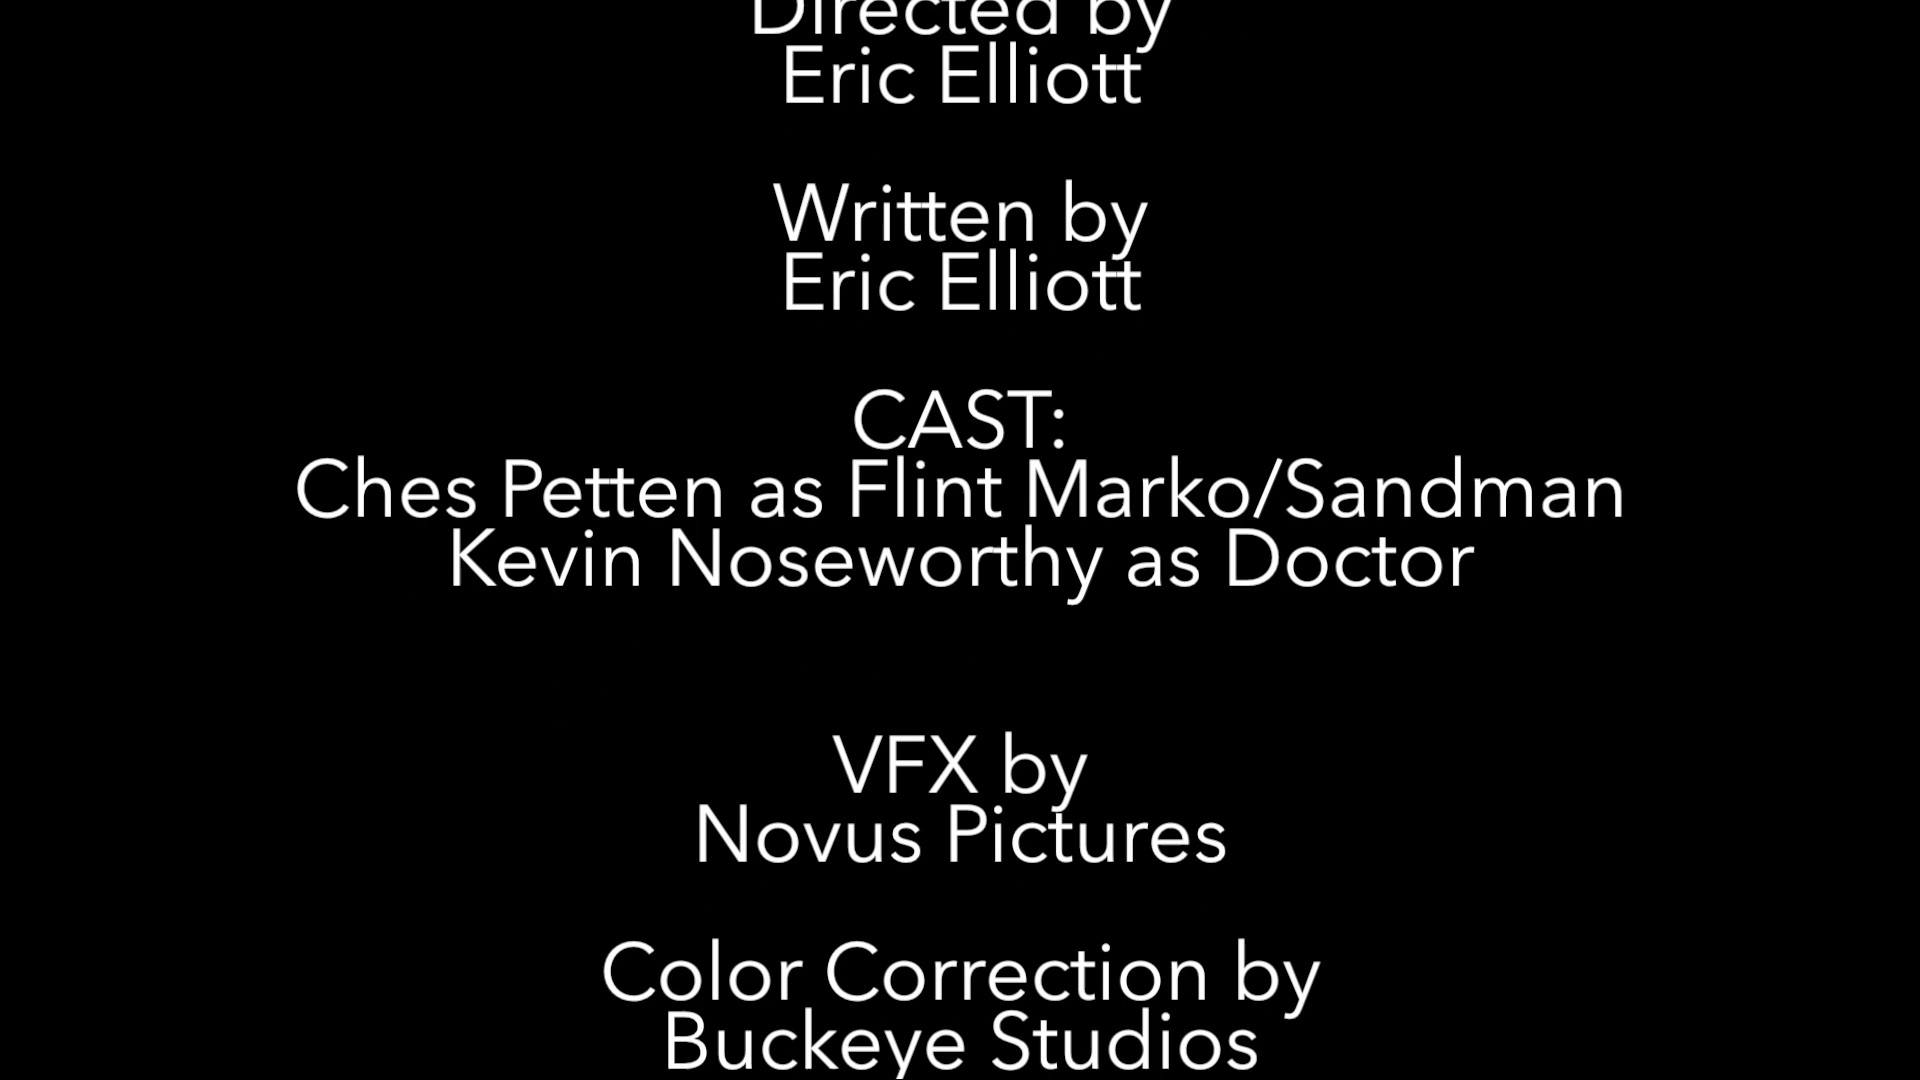 Directed by
Eric Elliott
Written by
Eric Elliott
CAST:
Ches Petten as Flint Marko/Sandman
Kevin Noseworthy as Doctor
VFX by
Novus Pictures
Color Correction by
Buckeye Studios